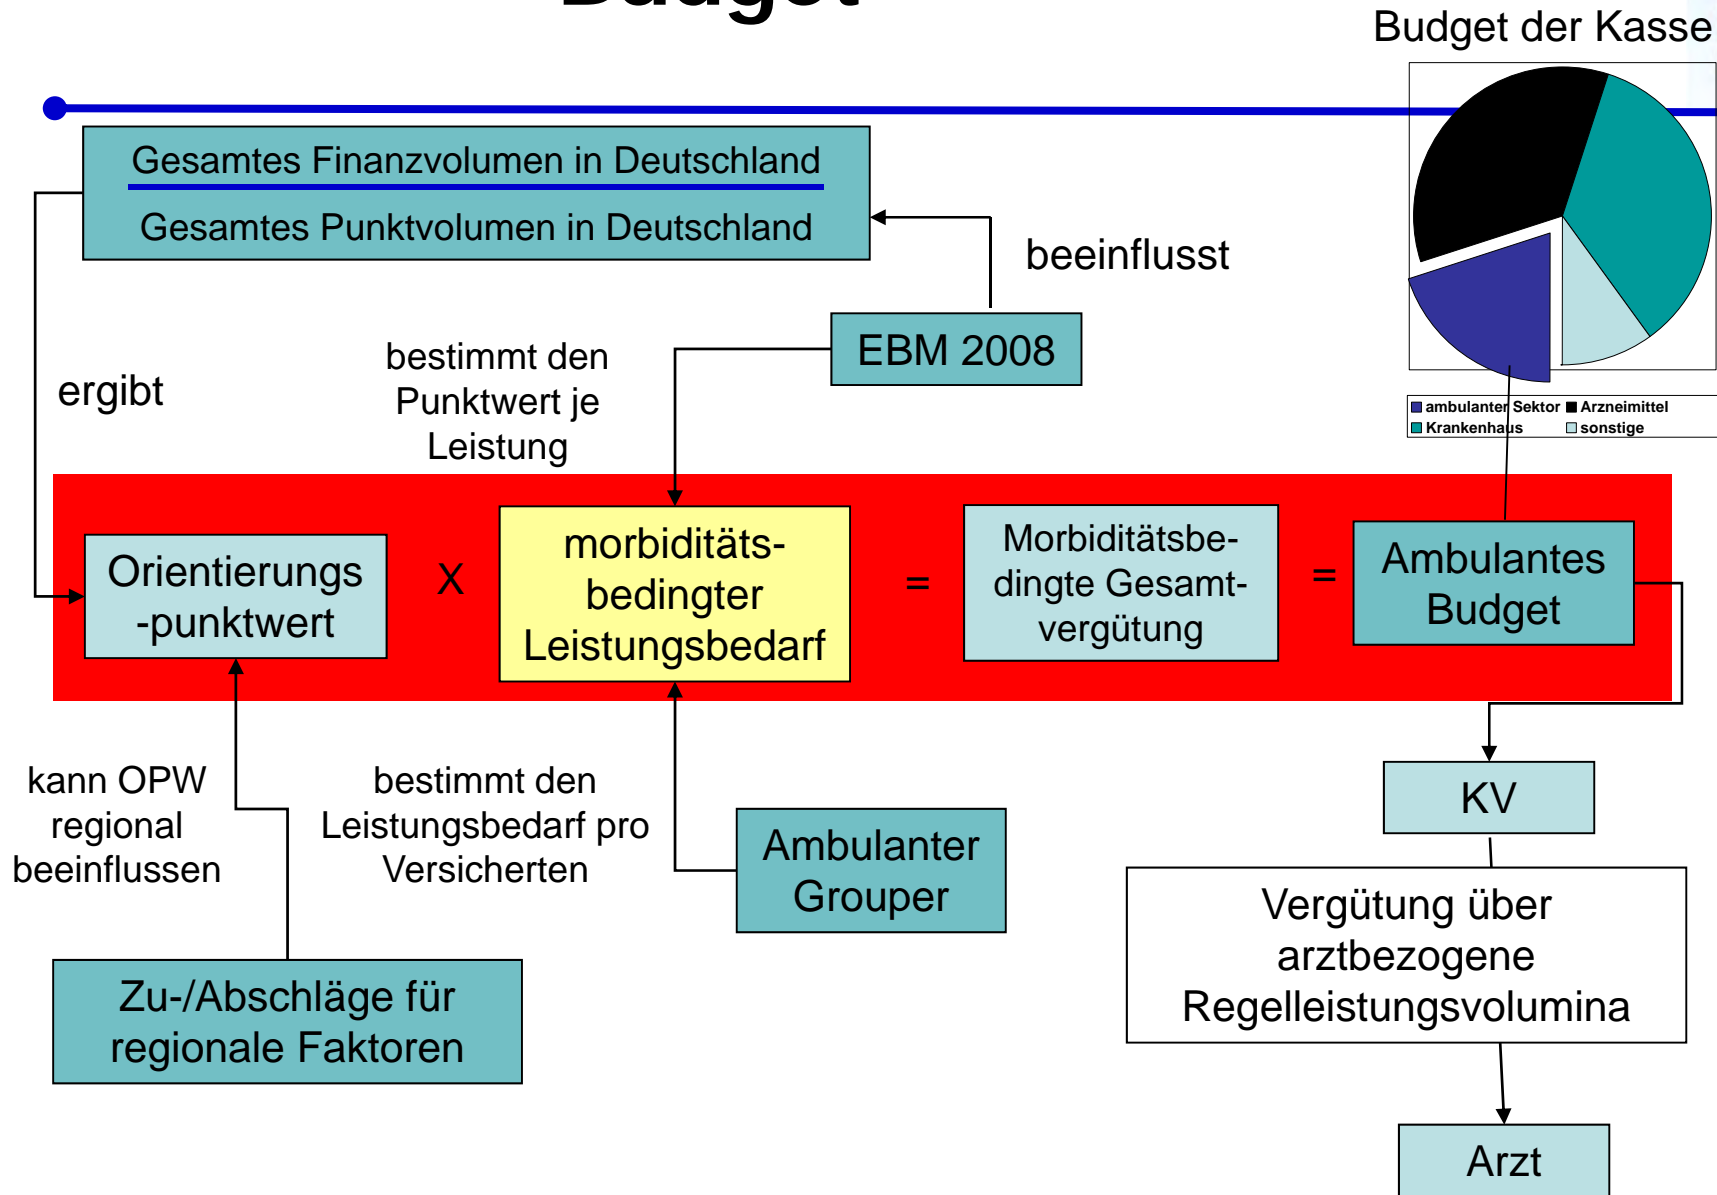 Budget
Budget der Kasse
Gesamtes Finanzvolumen in Deutschland
Gesamtes Punktvolumen in Deutschland
beeinflusst
EBM 2008
bestimmt den
Punktwert je
Leistung
ergibt
ambulanter Sektor
Arzneimittel
Krankenhaus
sonstige
Orientierungs
-punktwert
X
morbiditäts-
bedingter
Leistungsbedarf
=
Morbiditätsbe-
dingte Gesamt-
vergütung
=
Ambulantes
Budget
kann OPW
regional
beeinflussen
bestimmt den
Leistungsbedarf pro
Versicherten
Ambulanter
Grouper
KV
Vergütung über
arztbezogene
Regelleistungsvolumina
Zu-/Abschläge für
regionale Faktoren
Arzt